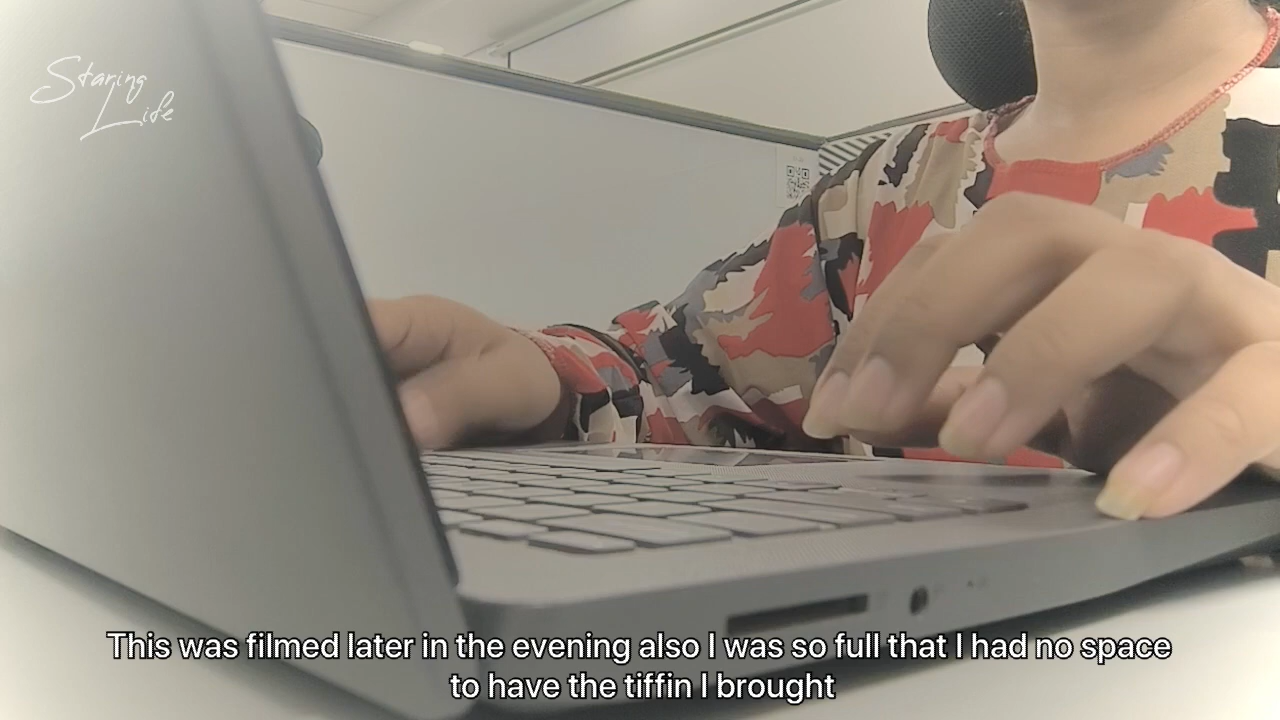 Staring
Life
This was filmed later in the evening also I was so full that I had no space
to have the tiffin I brought